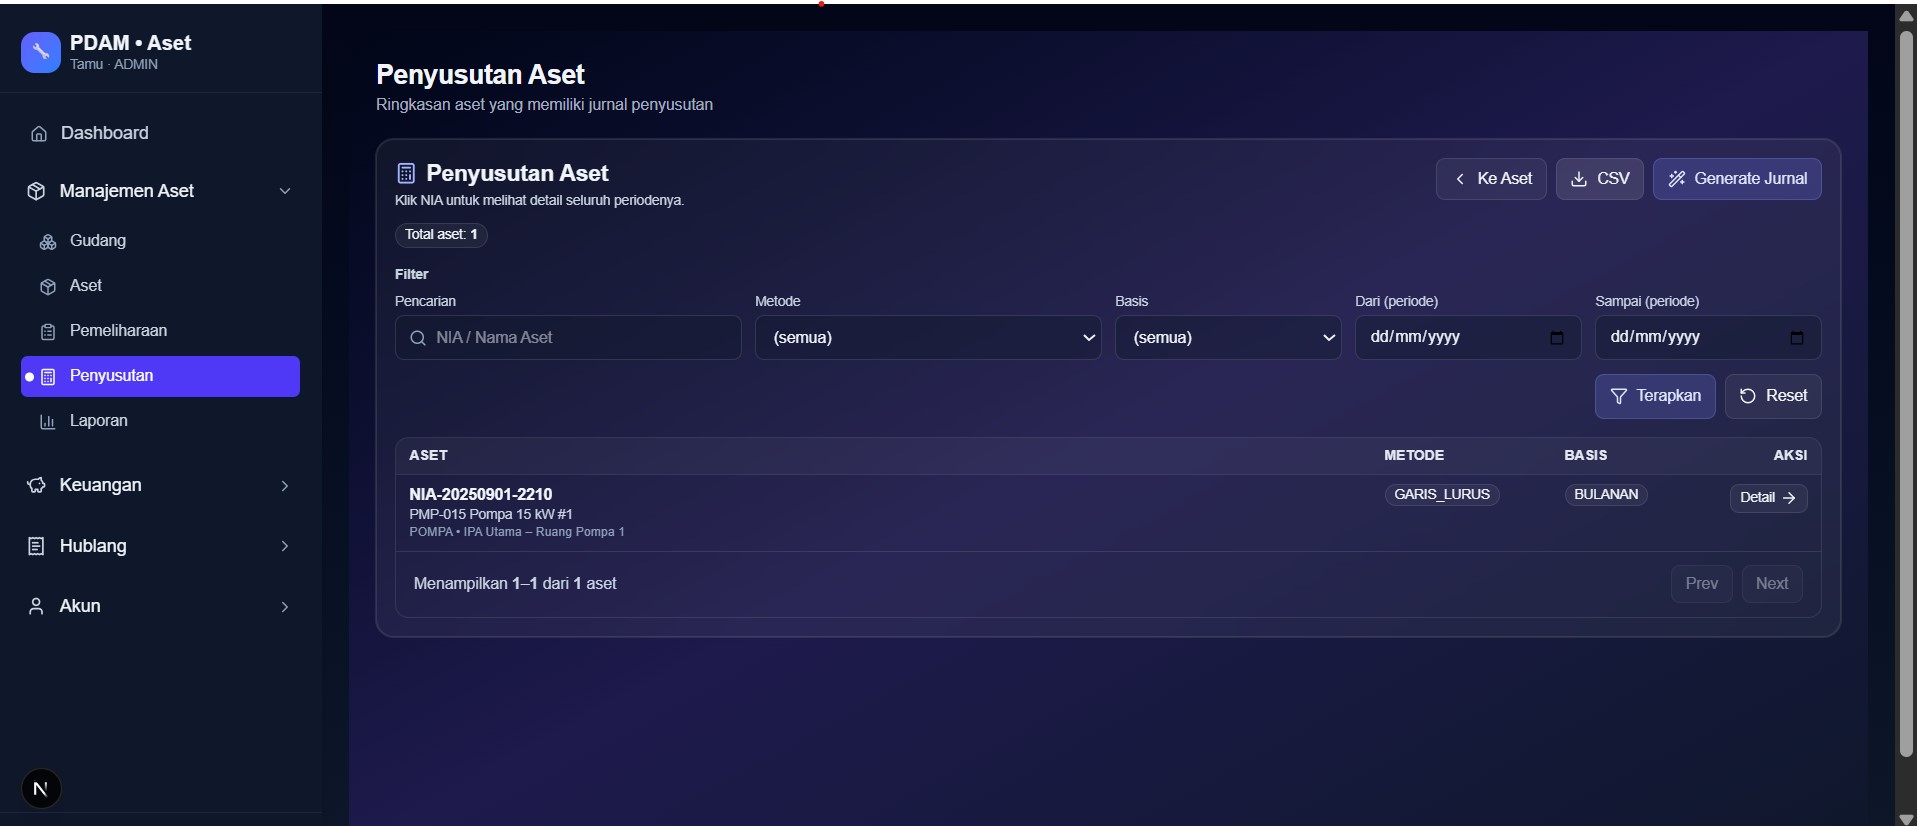 PDAM • Aset
Tamu · ADMIN
Dashboard
Manajemen Aset
Gudang
Aset
Pemeliharaan
Penyusutan
Laporan
Keuangan
Hublang
Akun
N
Penyusutan Aset
Ringkasan aset yang memiliki jurnal penyusutan
Penyusutan Aset
Klik NIA untuk melihat detail seluruh periodenya.
Total aset: 1
Ke Aset
CSV
Generate Jurnal
Filter
Pencarian
NIA / Nama Aset
Metode
(semua)
Basis
(semua)
Dari (periode)
dd/mm/yyyy
Sampai (periode)
dd/mm/yyyy
Terapkan
Reset
ASET METODE BASIS AKSI
NIA-20250901-2210 GARIS_LURUS BULANAN Detail →
PMP-015 Pompa 15 kW #1
POMPA • IPA Utama – Ruang Pompa 1
Menampilkan 1–1 dari 1 aset
Prev
Next